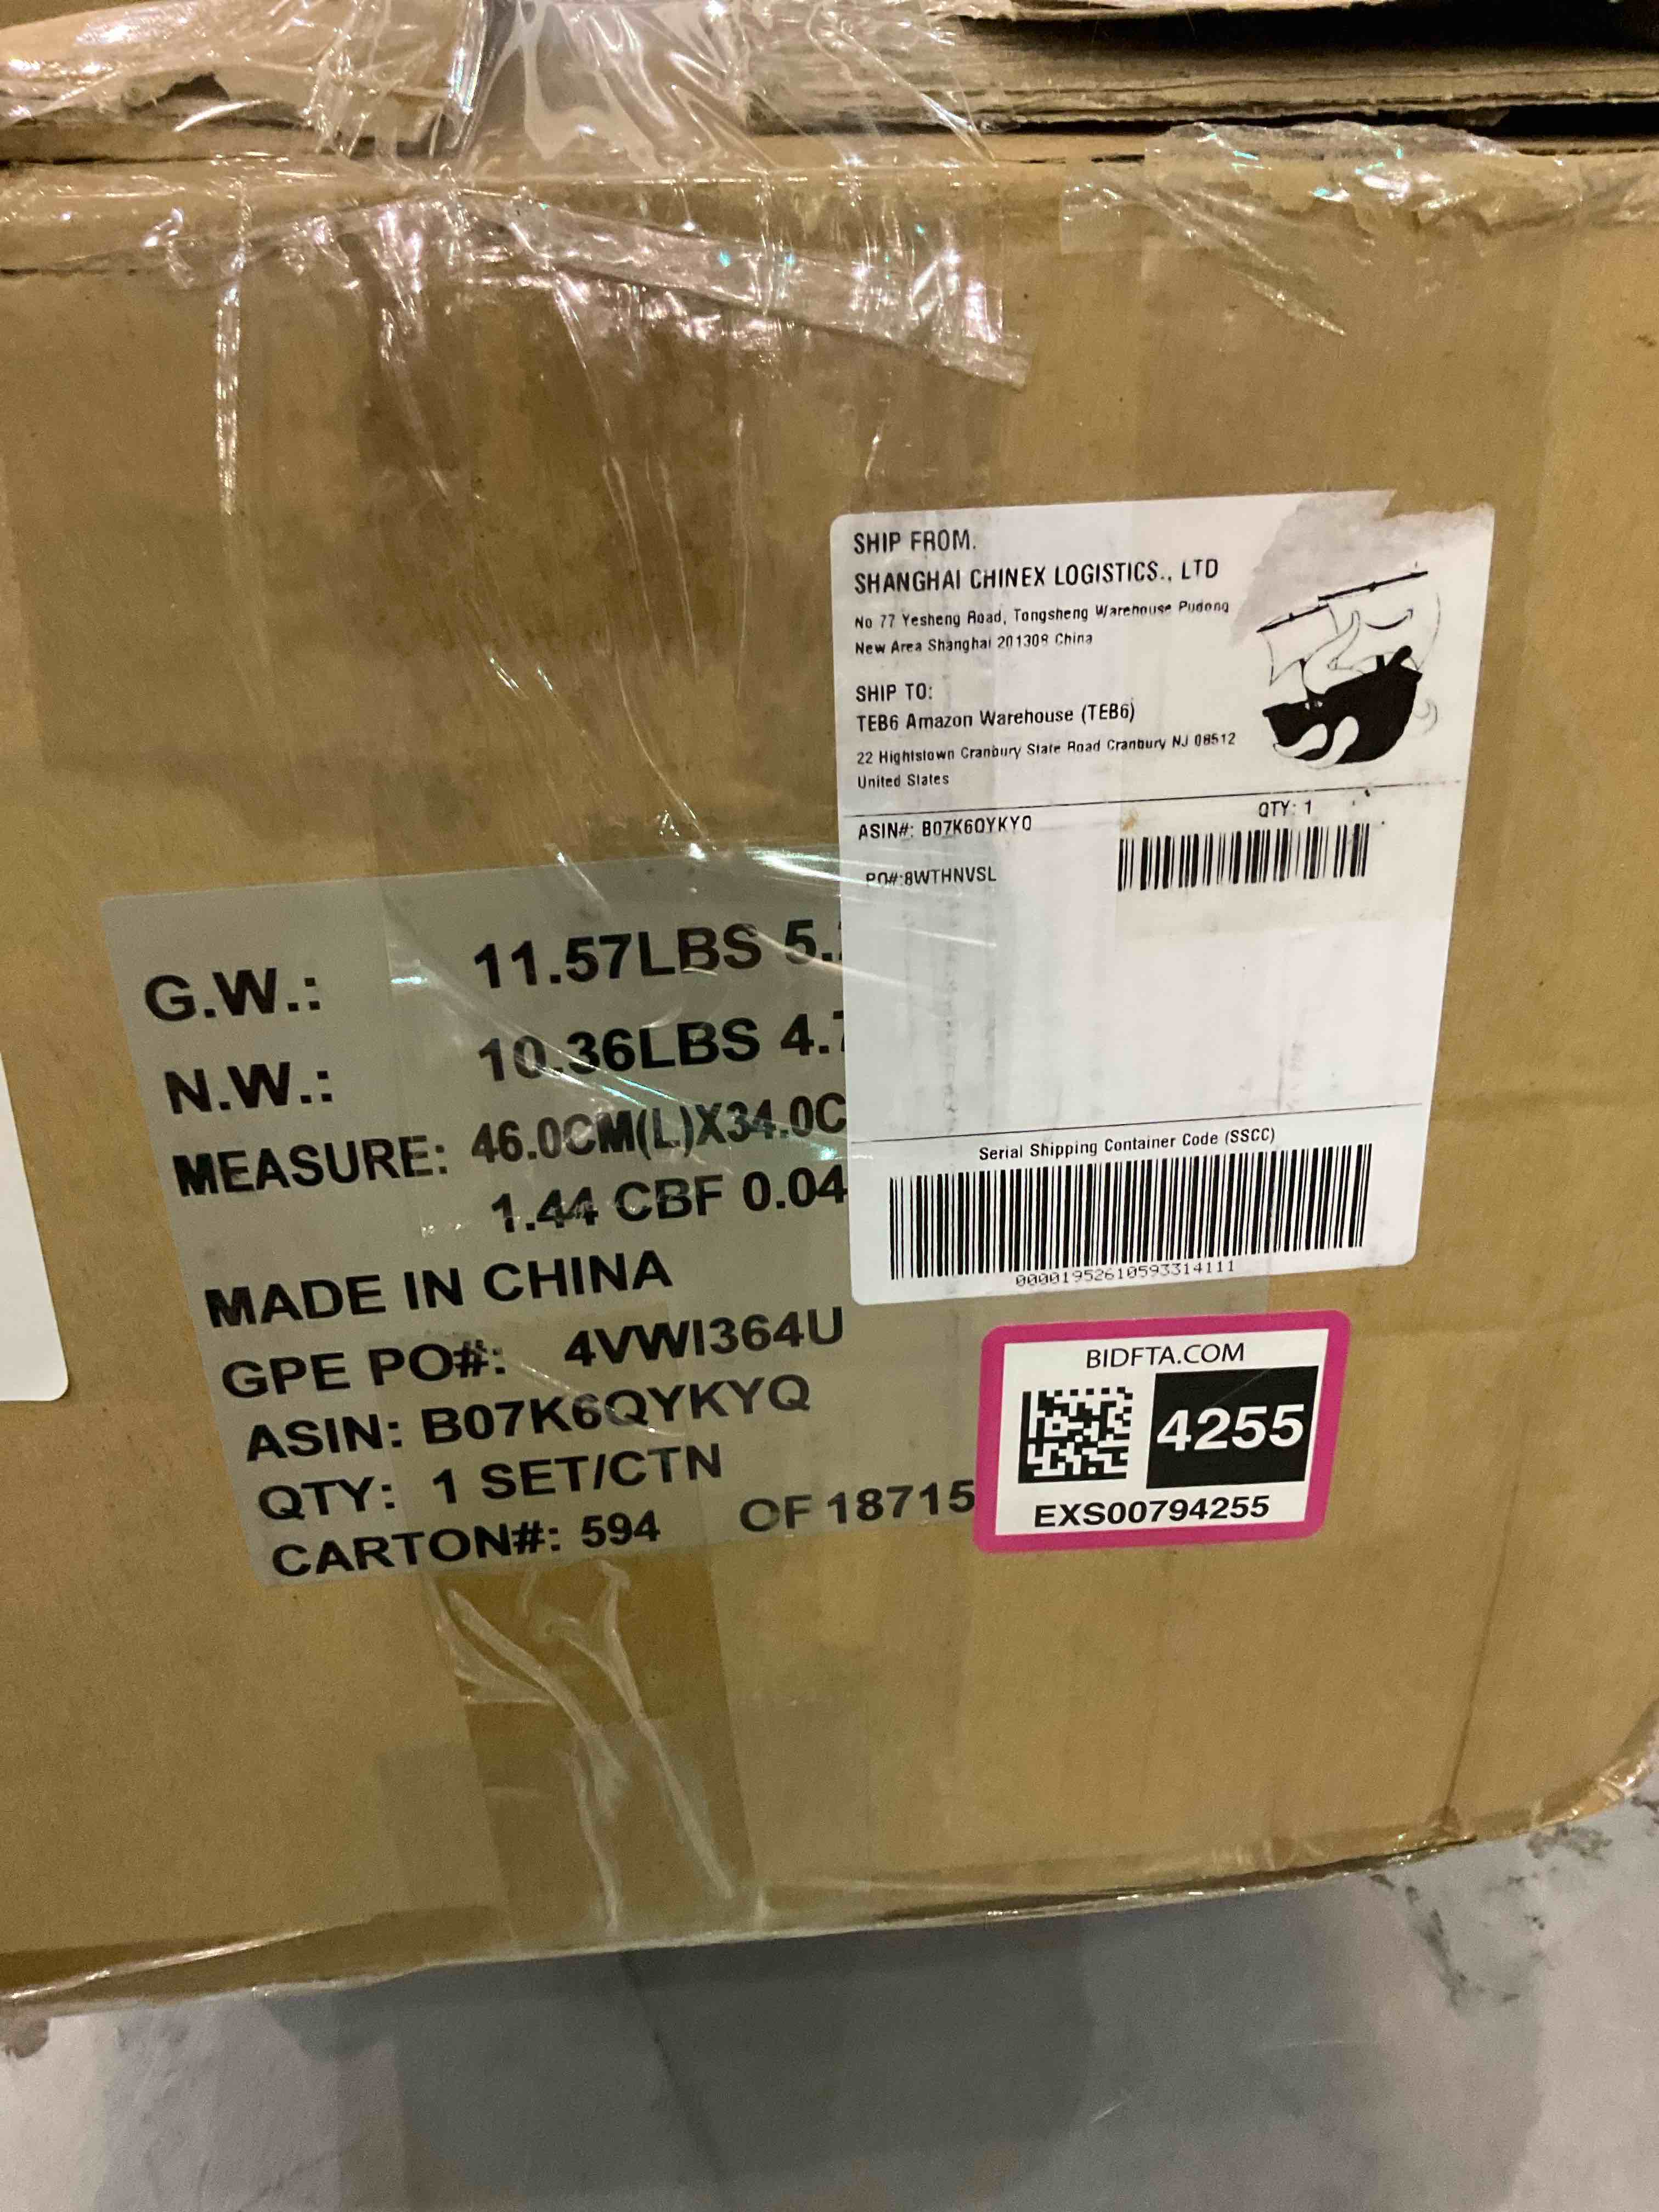 SHIP FROM.
SHANGHAI CHINEX LOGISTICS., LTD
No 77 Yesheng Road, Tongsheng Warehouse Pudong
New Area Shanghai 201308 China
SHIP TO:
TEB6 Amazon Warehouse (TEB6)
22 Hightstown Cranbury State Road Cranbury NJ 08512
United States
ASIN#: B07K6QYKYQ
QTY: 1
PO#:8WTHNVSL
Serial Shipping Container Code (SSCC)
00001952610593314111
G.W.: 11.57LBS 5.
N.W.: 10.36LBS 4.7
MEASURE: 46.0CM(L)X34.0C
1.44 CBF 0.04
MADE IN CHINA
GPE PO#: 4VWI364U
ASIN: B07K6QYKYQ
QTY: 1 SET/CTN
CARTON#: 594 OF 18715
BIDFTA.COM
4255
EXS00794255